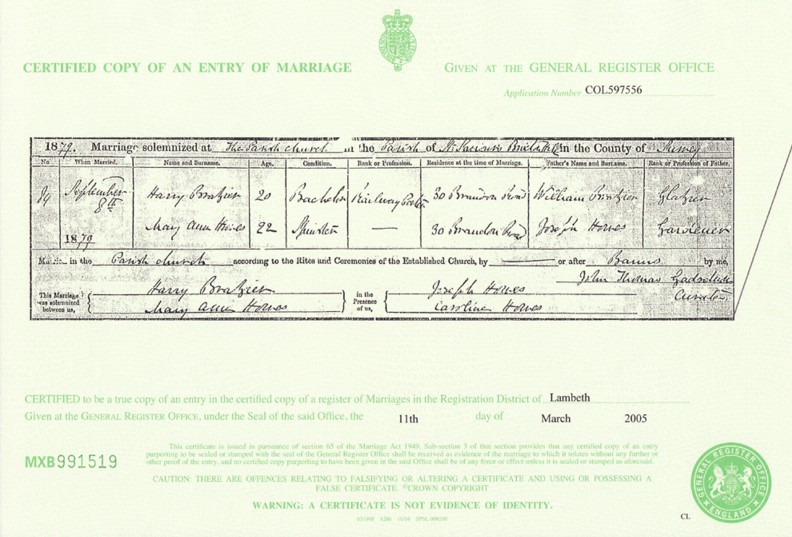 CERTIFIED COPY OF AN ENTRY OF MARRIAGE
GIVEN AT THE GENERAL REGISTER OFFICE
Application Number COL597556
1879. Marriage solemnized at The Parish Church in the Parish of in the County of Surrey
No. When Married. Name and Surname. Age. Condition. Rank or Profession. Residence at the time of Marriage. Father's Name and Surname. Rank or Profession of Father.
September 8th 1879 Harry Brazier 20 Bachelor Railway Porter 30 Brandon Road William Brazier Glazier
Mary Ann Howes 22 Spinster — 30 Brandon Road Joseph Howes Gardener
Married in the Parish Church according to the Rites and Ceremonies of the Established Church, by or after Banns by me,
John Thomas
Curate
This Marriage was solemnized between us, Harry Brazier in the Presence of us, Joseph Howes
Mary Ann Howes Caroline Howes
CERTIFIED to be a true copy of an entry in the certified copy of a register of Marriages in the Registration District of Lambeth
Given at the GENERAL REGISTER OFFICE, under the Seal of the said Office, the 11th day of March 2005
MXB 991519
This certificate is issued in pursuance of section 65 of the Marriage Act 1949. Sub-section 3 of that section provides that any certified copy of an entry
purporting to be sealed or stamped with the seal of the General Register Office shall be received as evidence of the marriage to which it relates without any further or
other proof of the entry, and no certified copy purporting to have been given in the said Office shall be of any force or effect unless it is sealed or stamped as aforesaid.
CAUTION: THERE ARE OFFENCES RELATING TO FALSIFYING OR ALTERING A CERTIFICATE AND USING OR POSSESSING A
FALSE CERTIFICATE. ©CROWN COPYRIGHT
WARNING: A CERTIFICATE IS NOT EVIDENCE OF IDENTITY.
GENERAL REGISTER OFFICE
ENGLAND
CL